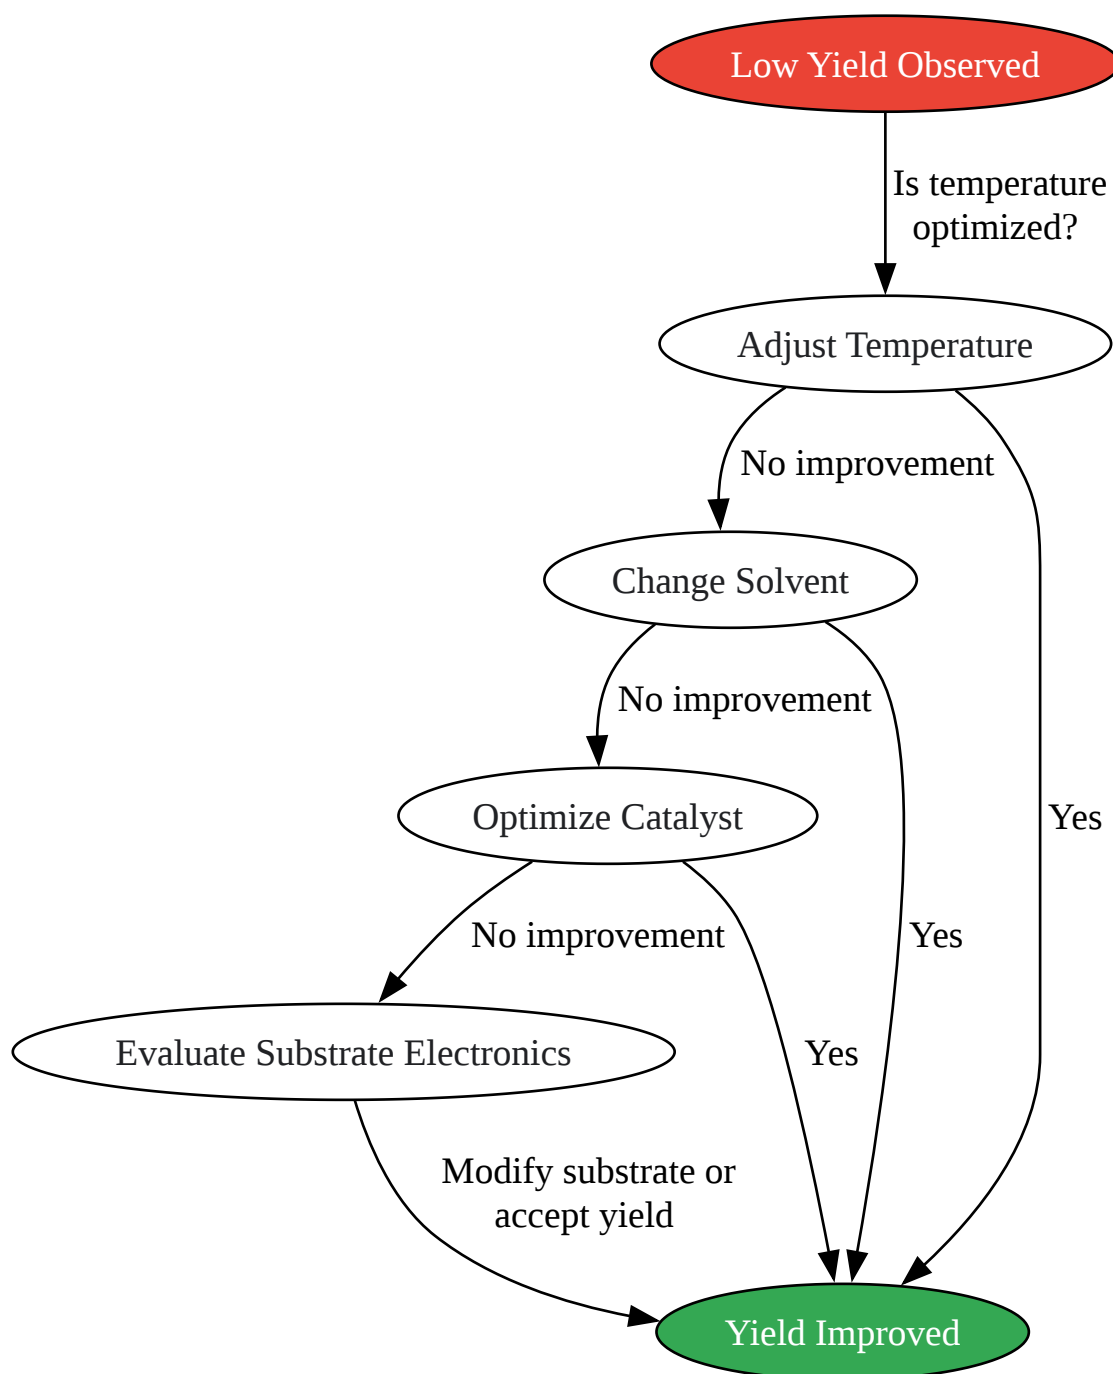 Low Yield Observed
Is temperature
optimized?
Adjust Temperature
No improvement
Change Solvent
No improvement
Optimize Catalyst
Yes
No improvement
Yes
Evaluate Substrate Electronics
Yes
Modify substrate or
accept yield
Yield Improved